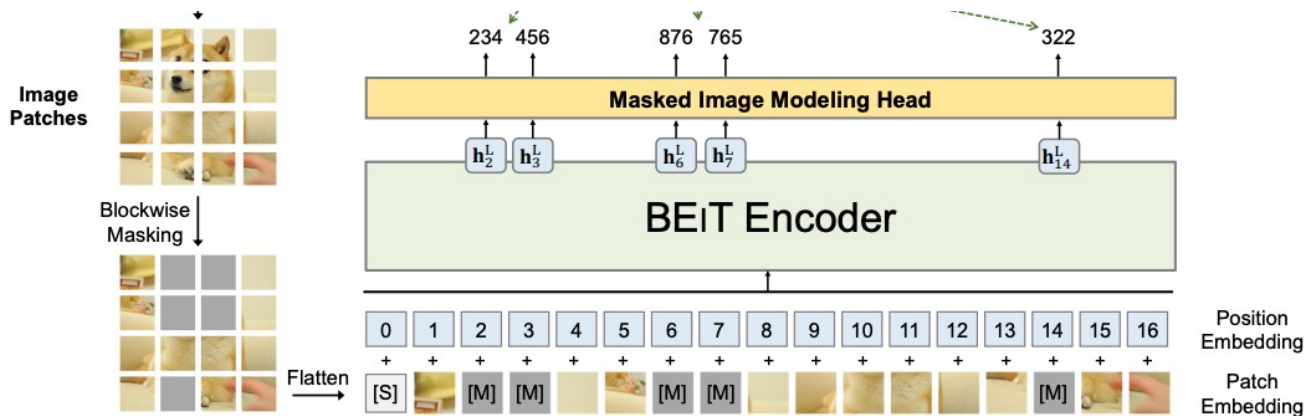 234 456 876 765 322
Masked Image Modeling Head
Image
Patches
h₂ᴸ h₃ᴸ h₆ᴸ h₇ᴸ h₁₄ᴸ
BEIT Encoder
Blockwise
Masking
0 1 2 3 4 5 6 7 8 9 10 11 12 13 14 15 16
Position
Embedding
+ + + + + + + + + + + + + + + + +
Flatten
[S] [M] [M] [M] [M] [M]
Patch
Embedding